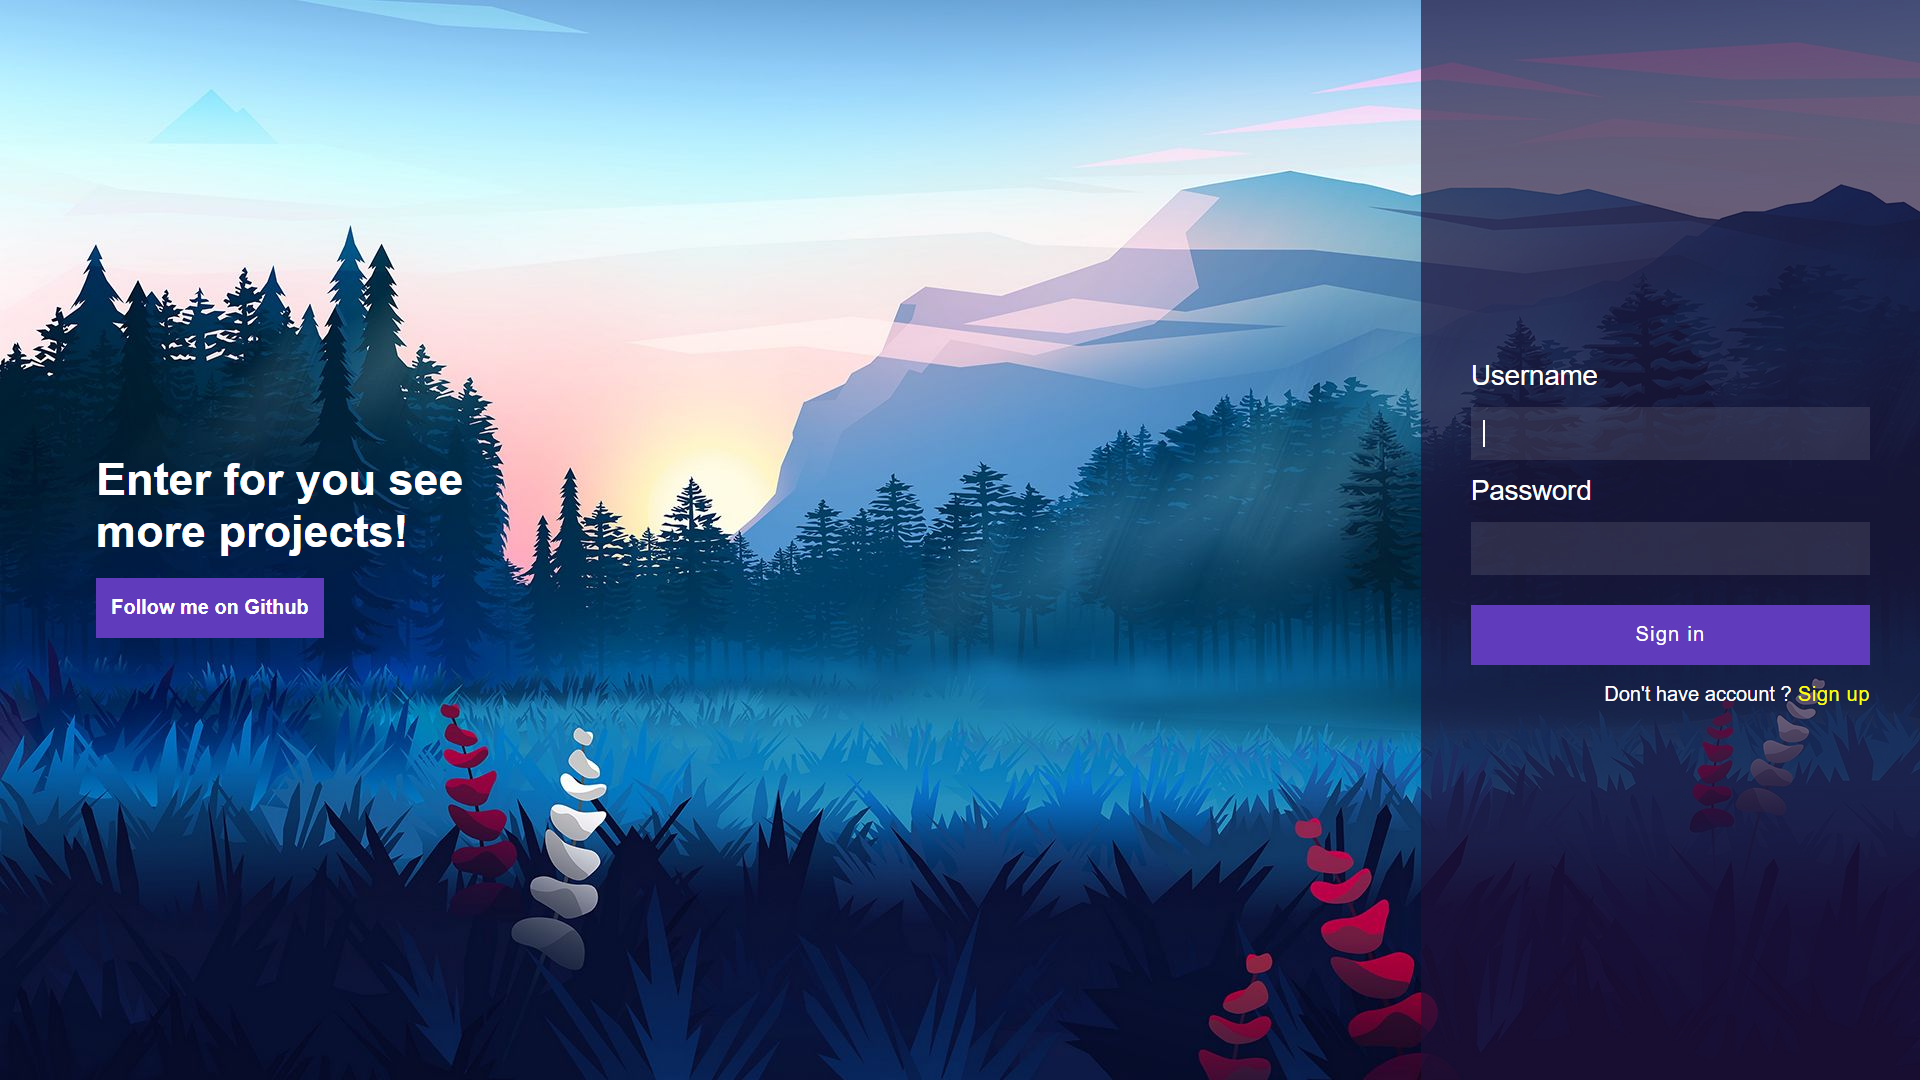 Enter for you see
more projects!
Follow me on Github
Username
Password
Sign in
Don't have account ? Sign up